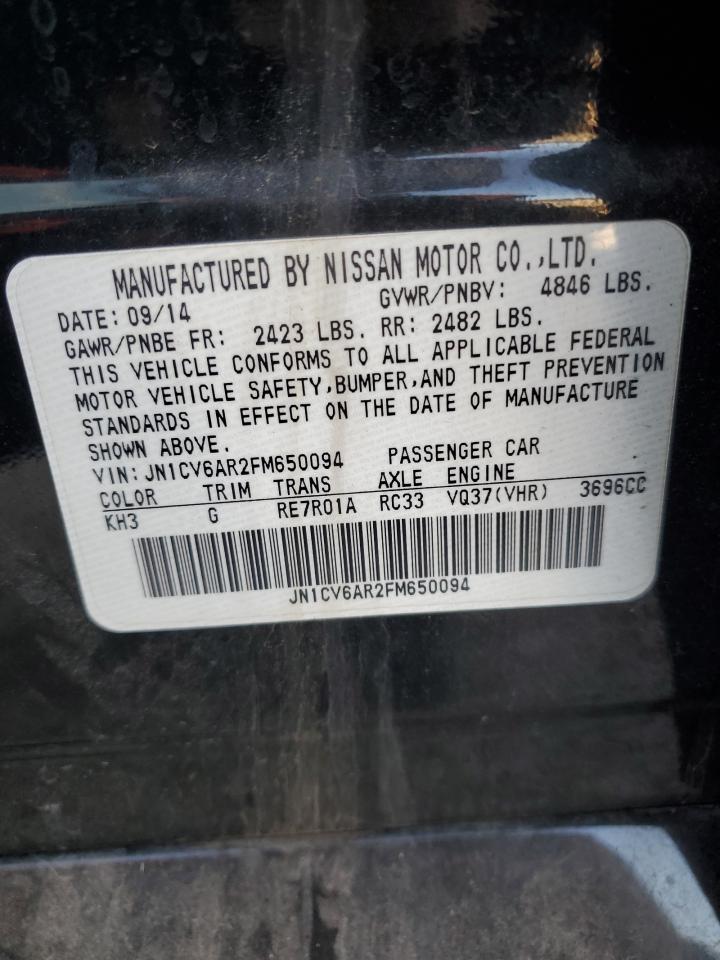 MANUFACTURED BY NISSAN MOTOR CO.,LTD.
DATE: 09/14 GVWR/PNBV: 4846 LBS.
GAWR/PNBE FR: 2423 LBS. RR: 2482 LBS.
THIS VEHICLE CONFORMS TO ALL APPLICABLE FEDERAL
MOTOR VEHICLE SAFETY,BUMPER,AND THEFT PREVENTION
STANDARDS IN EFFECT ON THE DATE OF MANUFACTURE
SHOWN ABOVE.
VIN: JN1CV6AR2FM650094 PASSENGER CAR
COLOR TRIM TRANS AXLE ENGINE
KH3 G RE7R01A RC33 VQ37(VHR) 3696CC
JN1CV6AR2FM650094